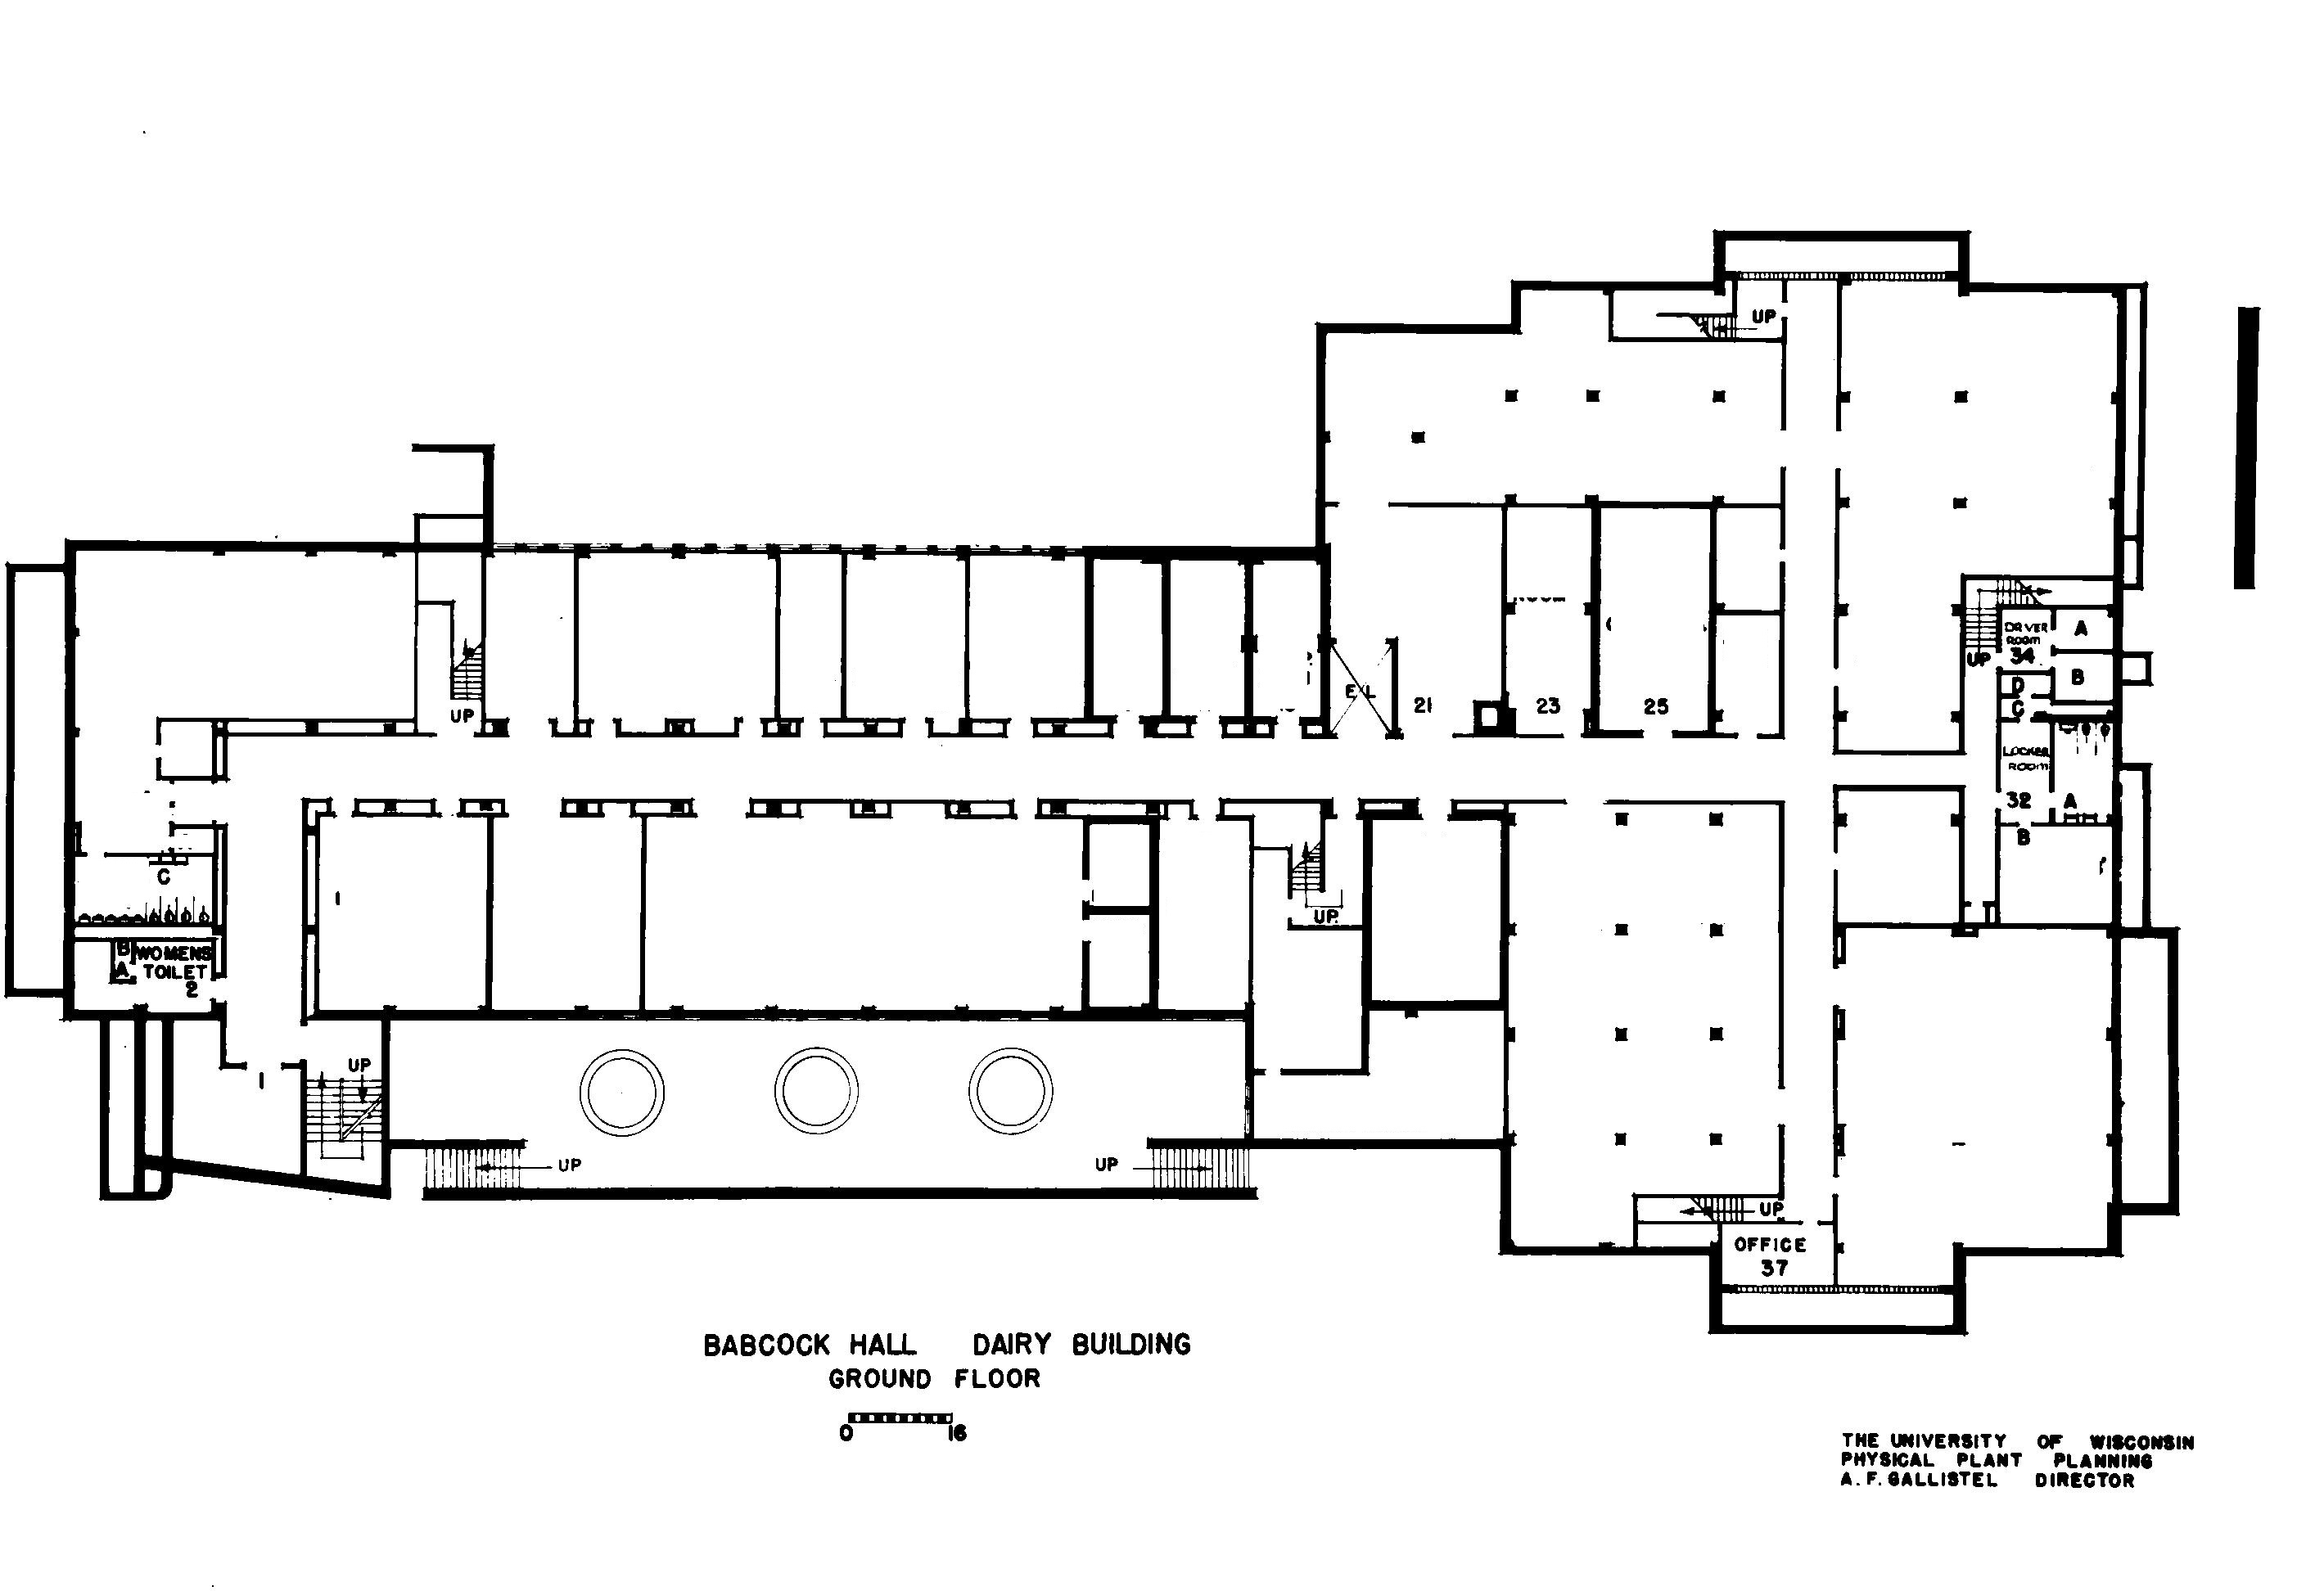 UP
UP
DRIVER
ROOM
34
A
B
UP
D
C
E L
21
23
25
UP
LOCKER
ROOM
32
A
B
C
UP
B
WOMENS
A
TOILET
2
UP
1
UP
UP
UP
OFFICE
37
BABCOCK HALL DAIRY BUILDING
GROUND FLOOR
0 16
THE UNIVERSITY OF WISCONSIN
PHYSICAL PLANT PLANNING
A. F. GALLISTEL DIRECTOR